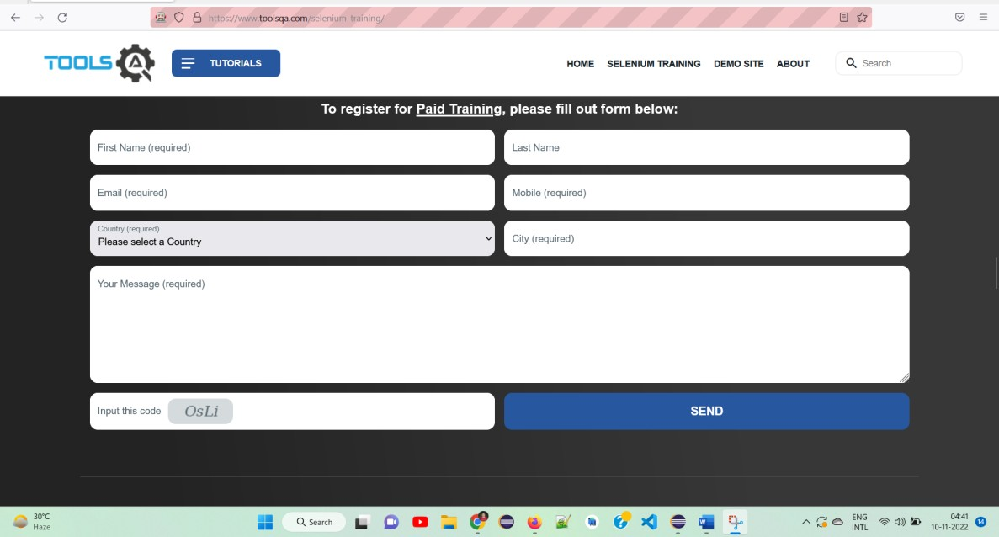 https://www.toolsqa.com/selenium-training/
TOOLS QA
TUTORIALS
HOME SELENIUM TRAINING DEMO SITE ABOUT Search
To register for Paid Training, please fill out form below:
First Name (required) Last Name
Email (required) Mobile (required)
Country (required)
Please select a Country
City (required)
Your Message (required)
Input this code OsLi SEND
30°C
Haze
Search
ENG
INTL
04:41
10-11-2022
14